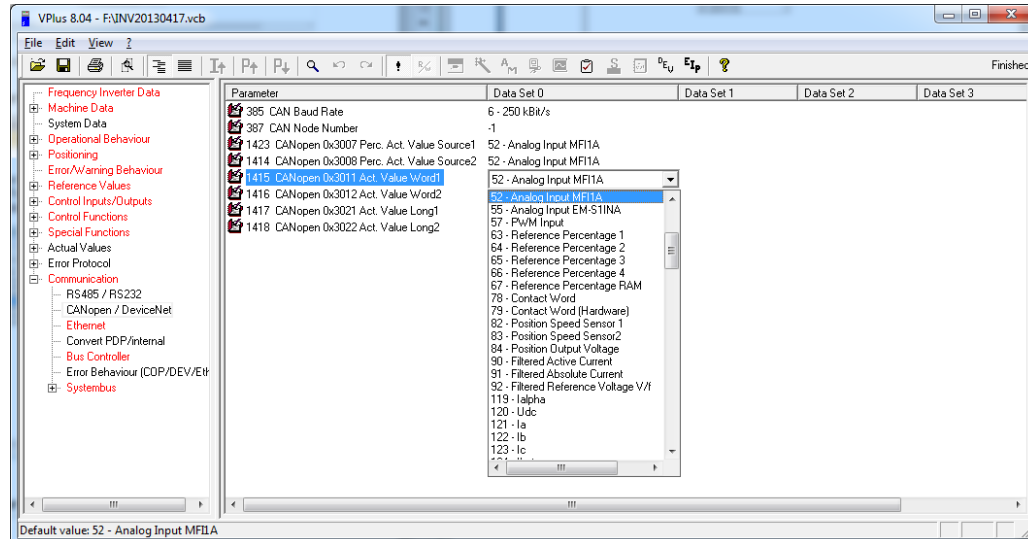 VPlus 8.04 - F:\INV20130417.vcb
File Edit View ?
Finished
Frequency Inverter Data
Machine Data
System Data
Operational Behaviour
Positioning
Error/Warning Behaviour
Reference Values
Control Inputs/Outputs
Control Functions
Special Functions
Actual Values
Error Protocol
Communication
RS485 / RS232
CANopen / DeviceNet
Ethernet
Convert PDP/internal
Bus Controller
Error Behaviour (COP/DEV/Eth
Systembus
Parameter Data Set 0 Data Set 1 Data Set 2 Data Set 3
385 CAN Baud Rate 6 - 250 kBit/s
387 CAN Node Number -1
1423 CANopen 0x3007 Perc. Act. Value Source1 52 - Analog Input MFI1A
1414 CANopen 0x3008 Perc. Act. Value Source2 52 - Analog Input MFI1A
1415 CANopen 0x3011 Act. Value Word1 52 - Analog Input MFI1A
1416 CANopen 0x3012 Act. Value Word2
1417 CANopen 0x3021 Act. Value Long1
1418 CANopen 0x3022 Act. Value Long2
52 - Analog Input MFI1A
55 - Analog Input EM-S1INA
57 - PWM Input
63 - Reference Percentage 1
64 - Reference Percentage 2
65 - Reference Percentage 3
66 - Reference Percentage 4
67 - Reference Percentage RAM
78 - Contact Word
79 - Contact Word (Hardware)
82 - Position Speed Sensor 1
83 - Position Speed Sensor2
84 - Position Output Voltage
90 - Filtered Active Current
91 - Filtered Absolute Current
92 - Filtered Reference Voltage V/f
119 - Ialpha
120 - Udc
121 - Ia
122 - Ib
123 - Ic
Default value: 52 - Analog Input MFI1A